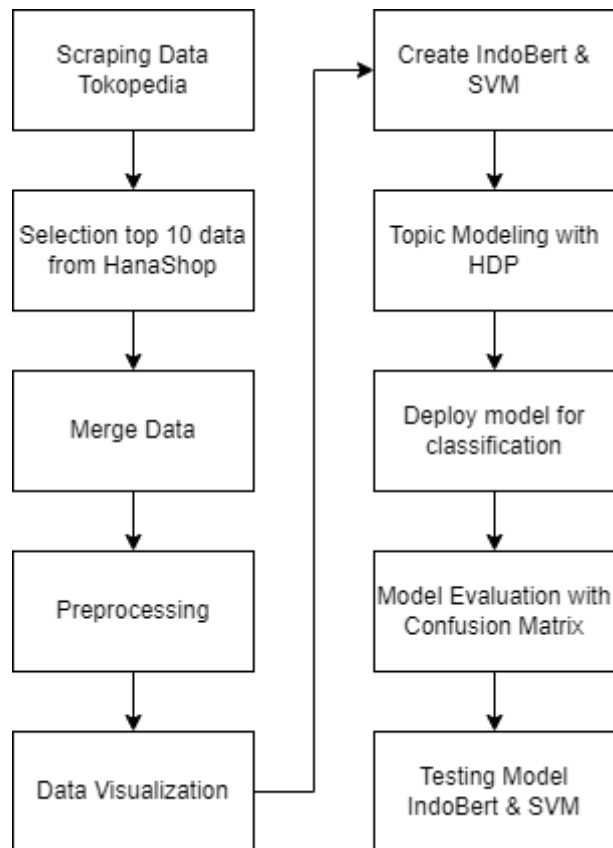 Scraping Data
Tokopedia
Selection top 10 data
from HanaShop
Merge Data
Preprocessing
Data Visualization
Create IndoBert &
SVM
Topic Modeling with
HDP
Deploy model for
classification
Model Evaluation with
Confusion Matrix
Testing Model
IndoBert & SVM